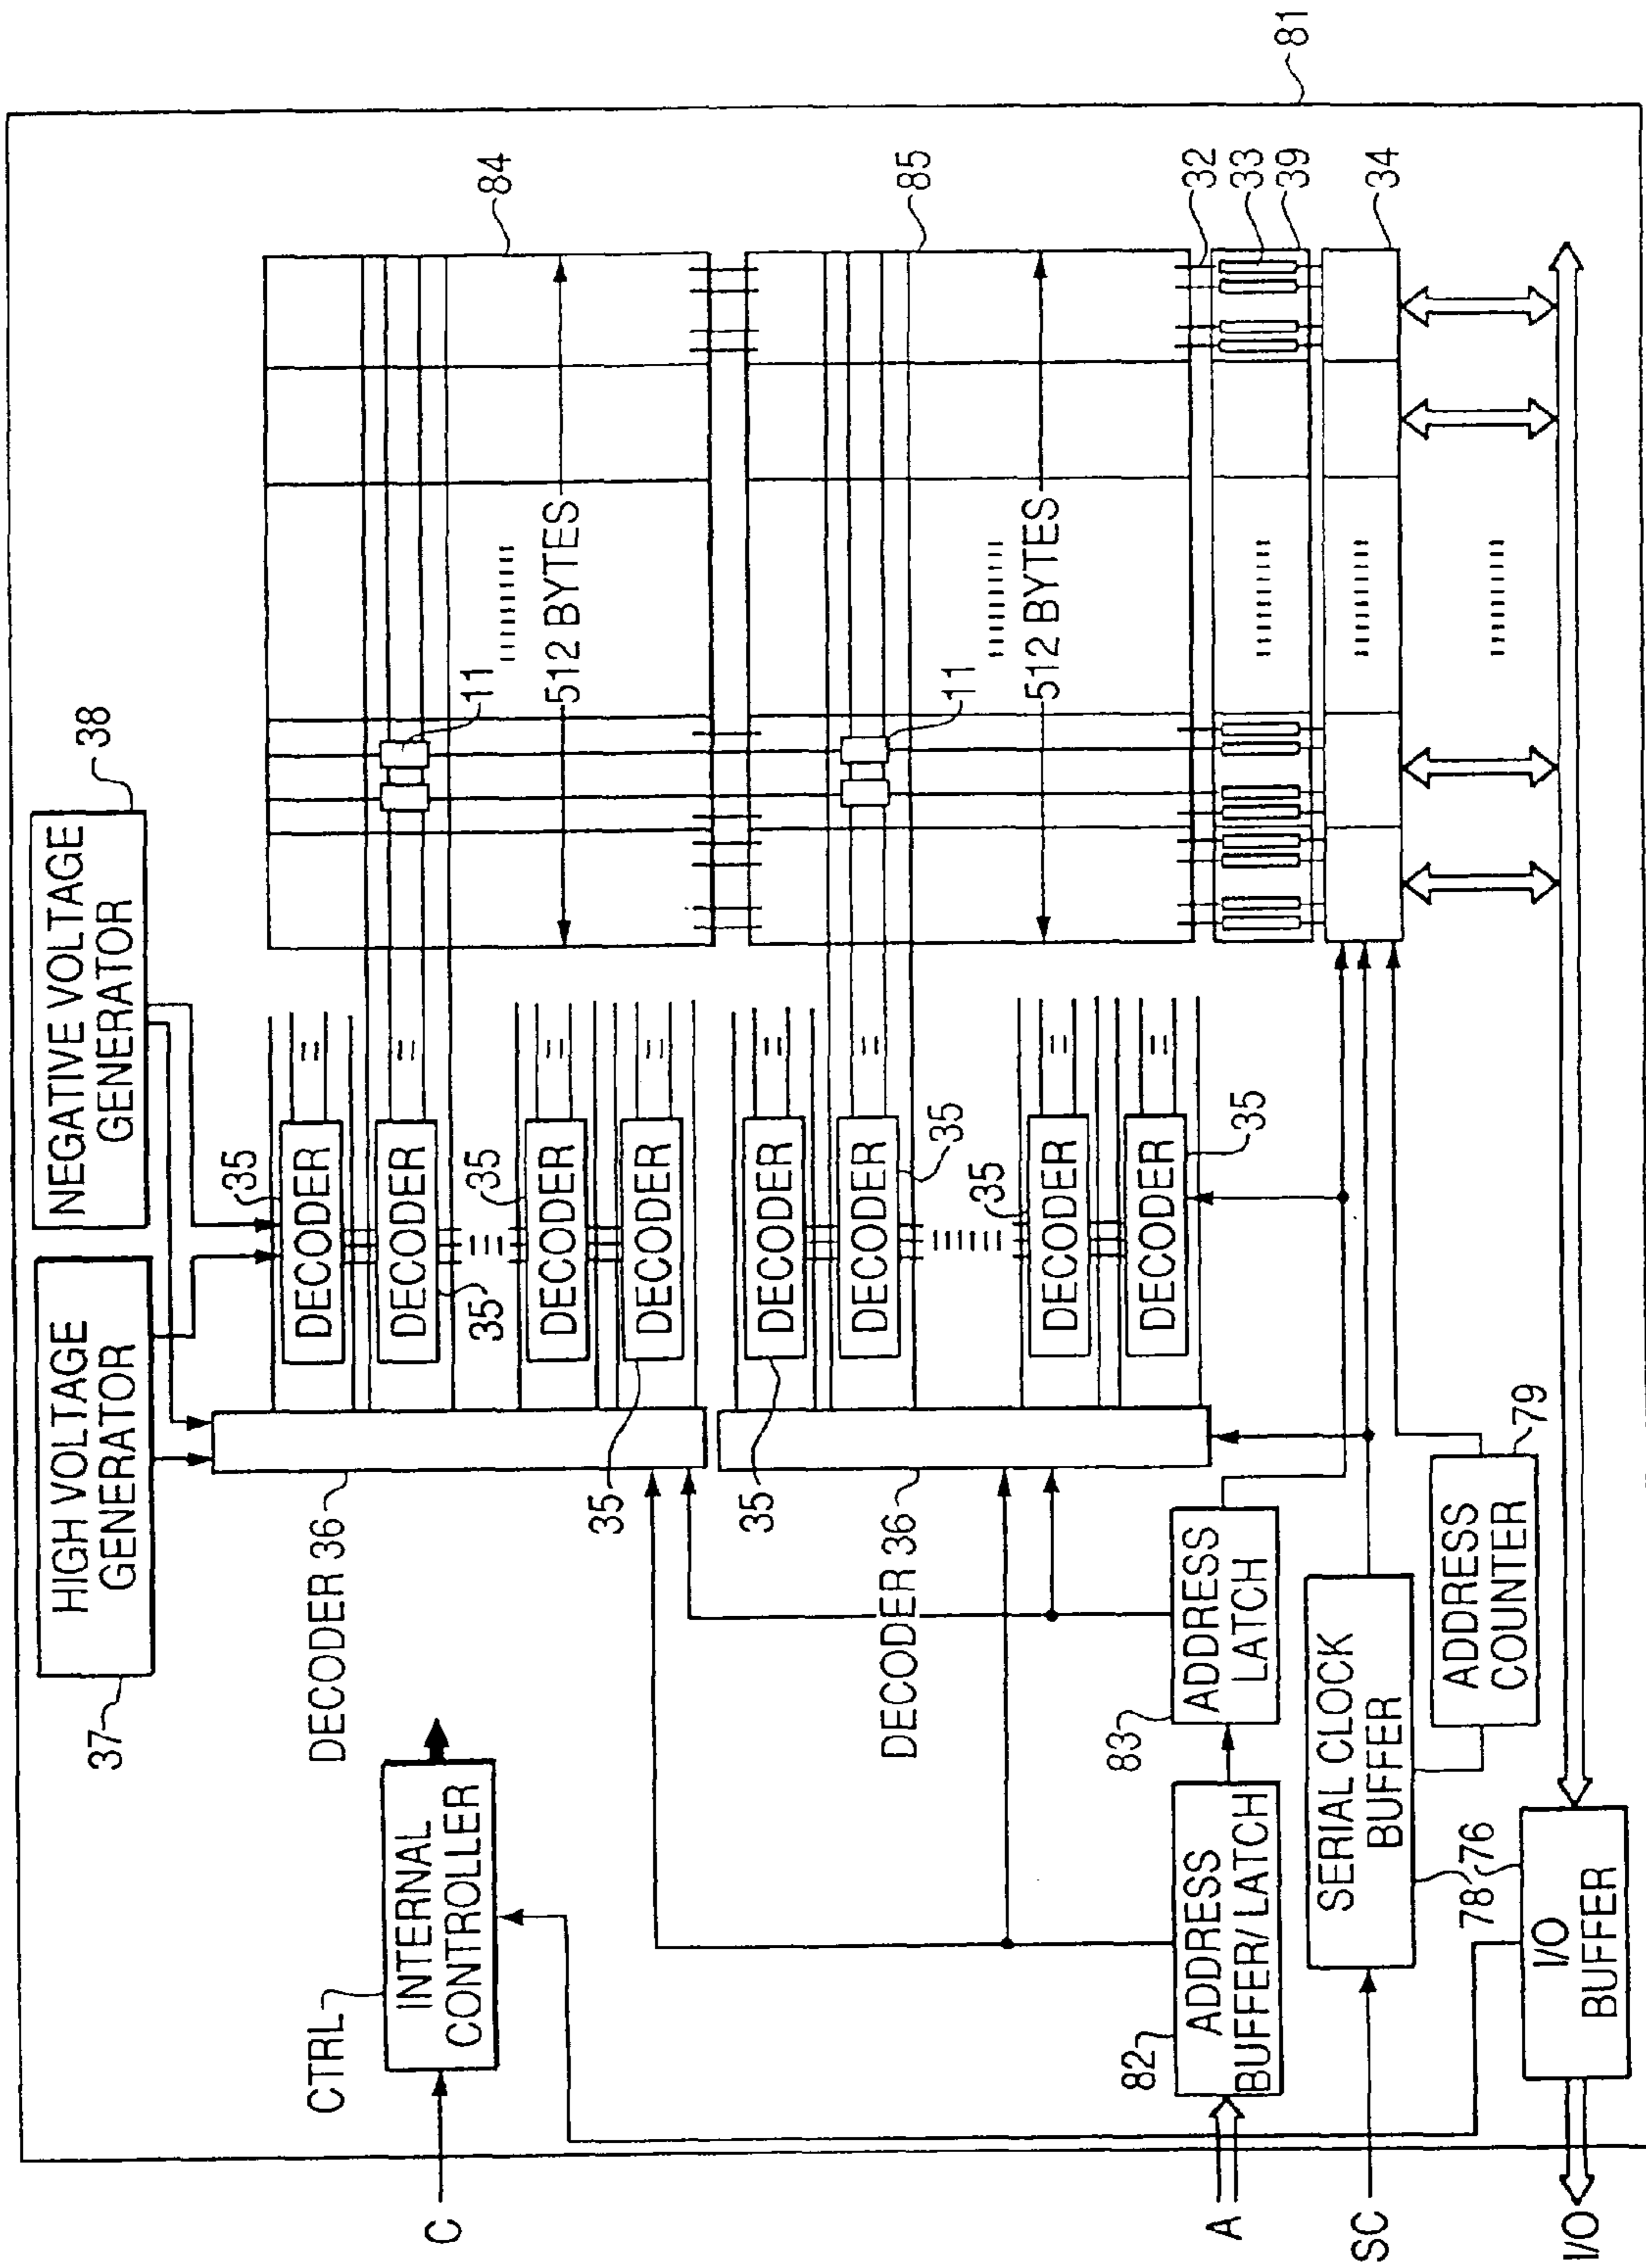 37
HIGH VOLTAGE
GENERATOR
NEGATIVE VOLTAGE
GENERATOR
38
CTRL
INTERNAL
CONTROLLER
C
DECODER 36
35
DECODER
DECODER
35
35
DECODER
DECODER
35
11
512 BYTES
84
DECODER 36
35
DECODER
DECODER
35
35
DECODER
DECODER
35
11
512 BYTES
85
32
33
39
34
82
ADDRESS
BUFFER/LATCH
A
83
ADDRESS
LATCH
SERIAL CLOCK
BUFFER
78
SC
ADDRESS
COUNTER
79
76
I/O
BUFFER
I/O
81